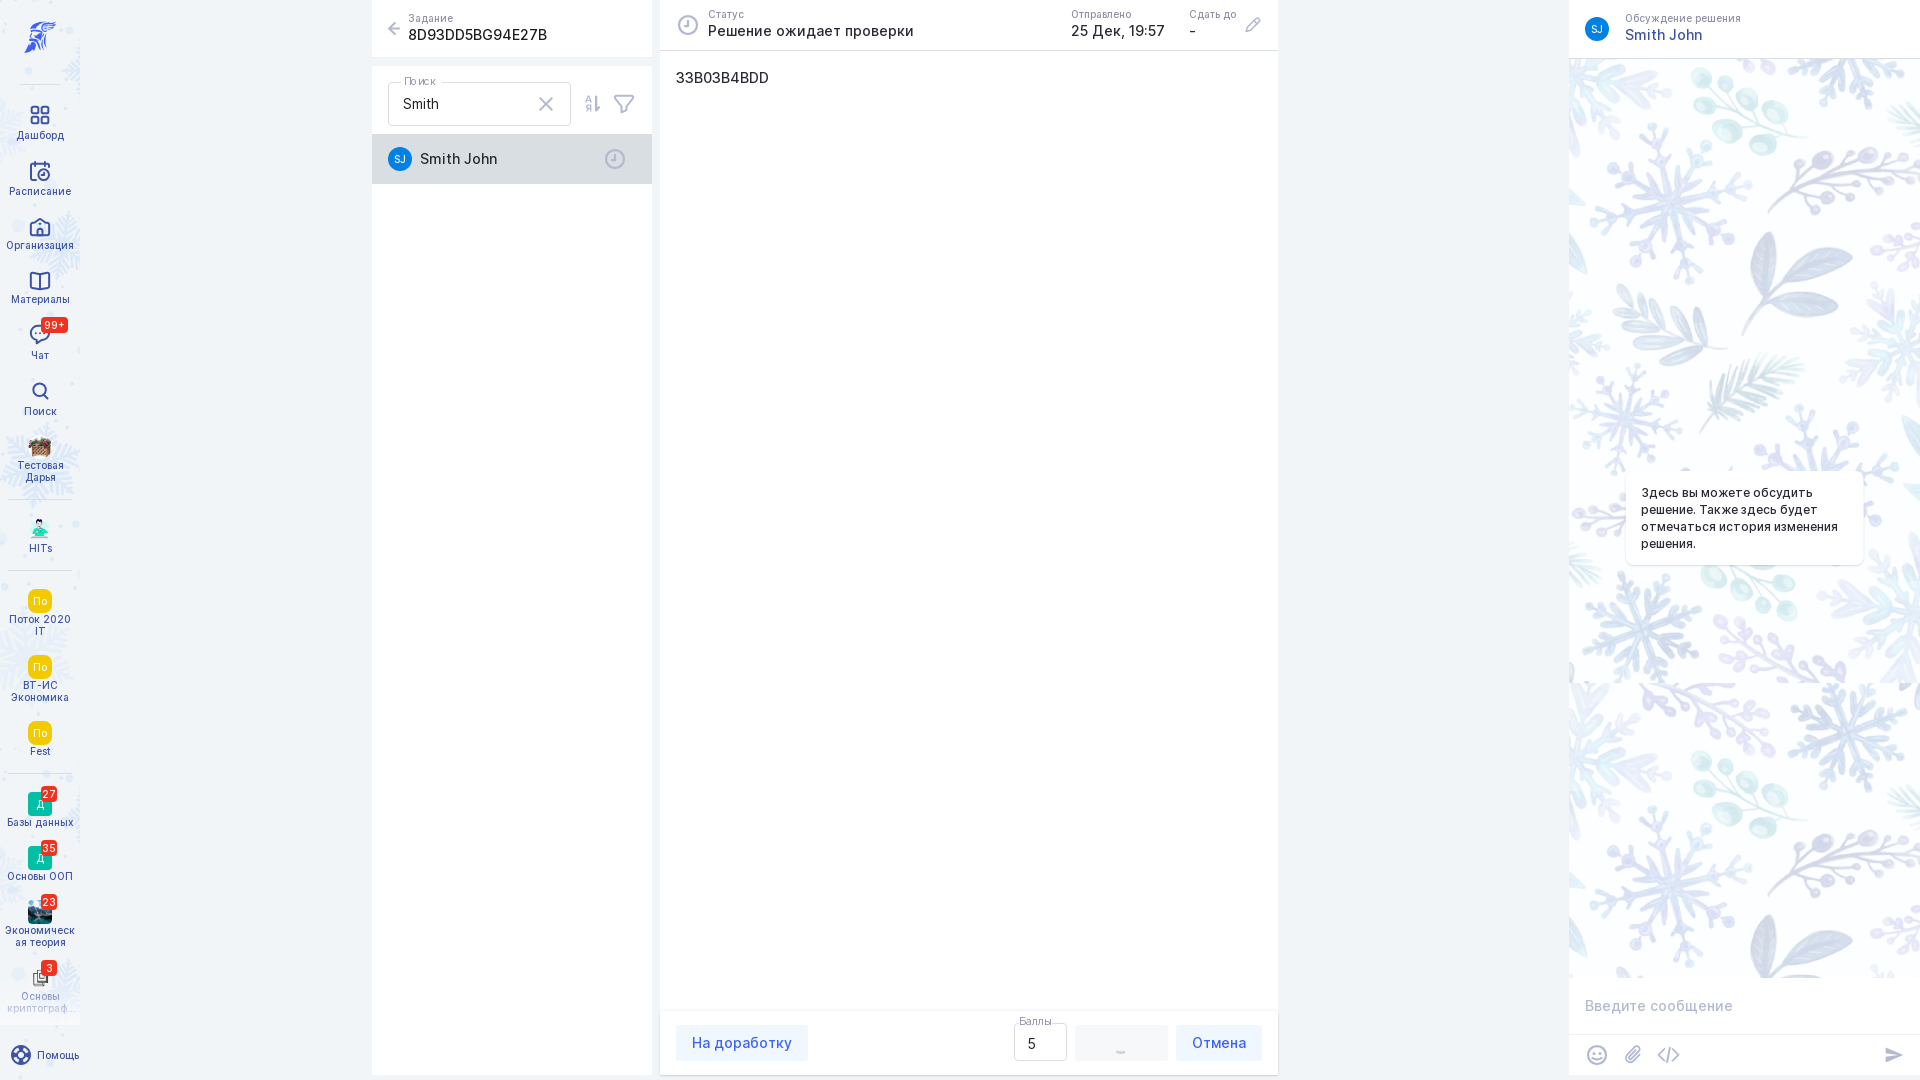 Дашборд
Расписание
Организация
Материалы
99+
Чат
Поиск
Тестовая
Дарья
HITs
По
Поток 2020
IT
По
ВТ-ИС
Экономика
По
Fest
27
Д
Базы данных
35
Д
Основы ООП
23
Экономическ
ая теория
3
Основы
криптограф...
Помощь
Задание
8D93DD5BG94E27B
Поиск
Smith
А
Я
SJ
Smith John
Статус
Решение ожидает проверки
Отправлено
25 Дек, 19:57
Сдать до
-
33B03B4BDD
На доработку
Баллы
5
Отмена
SJ
Обсуждение решения
Smith John
Здесь вы можете обсудить
решение. Также здесь будет
отмечаться история изменения
решения.
Введите сообщение